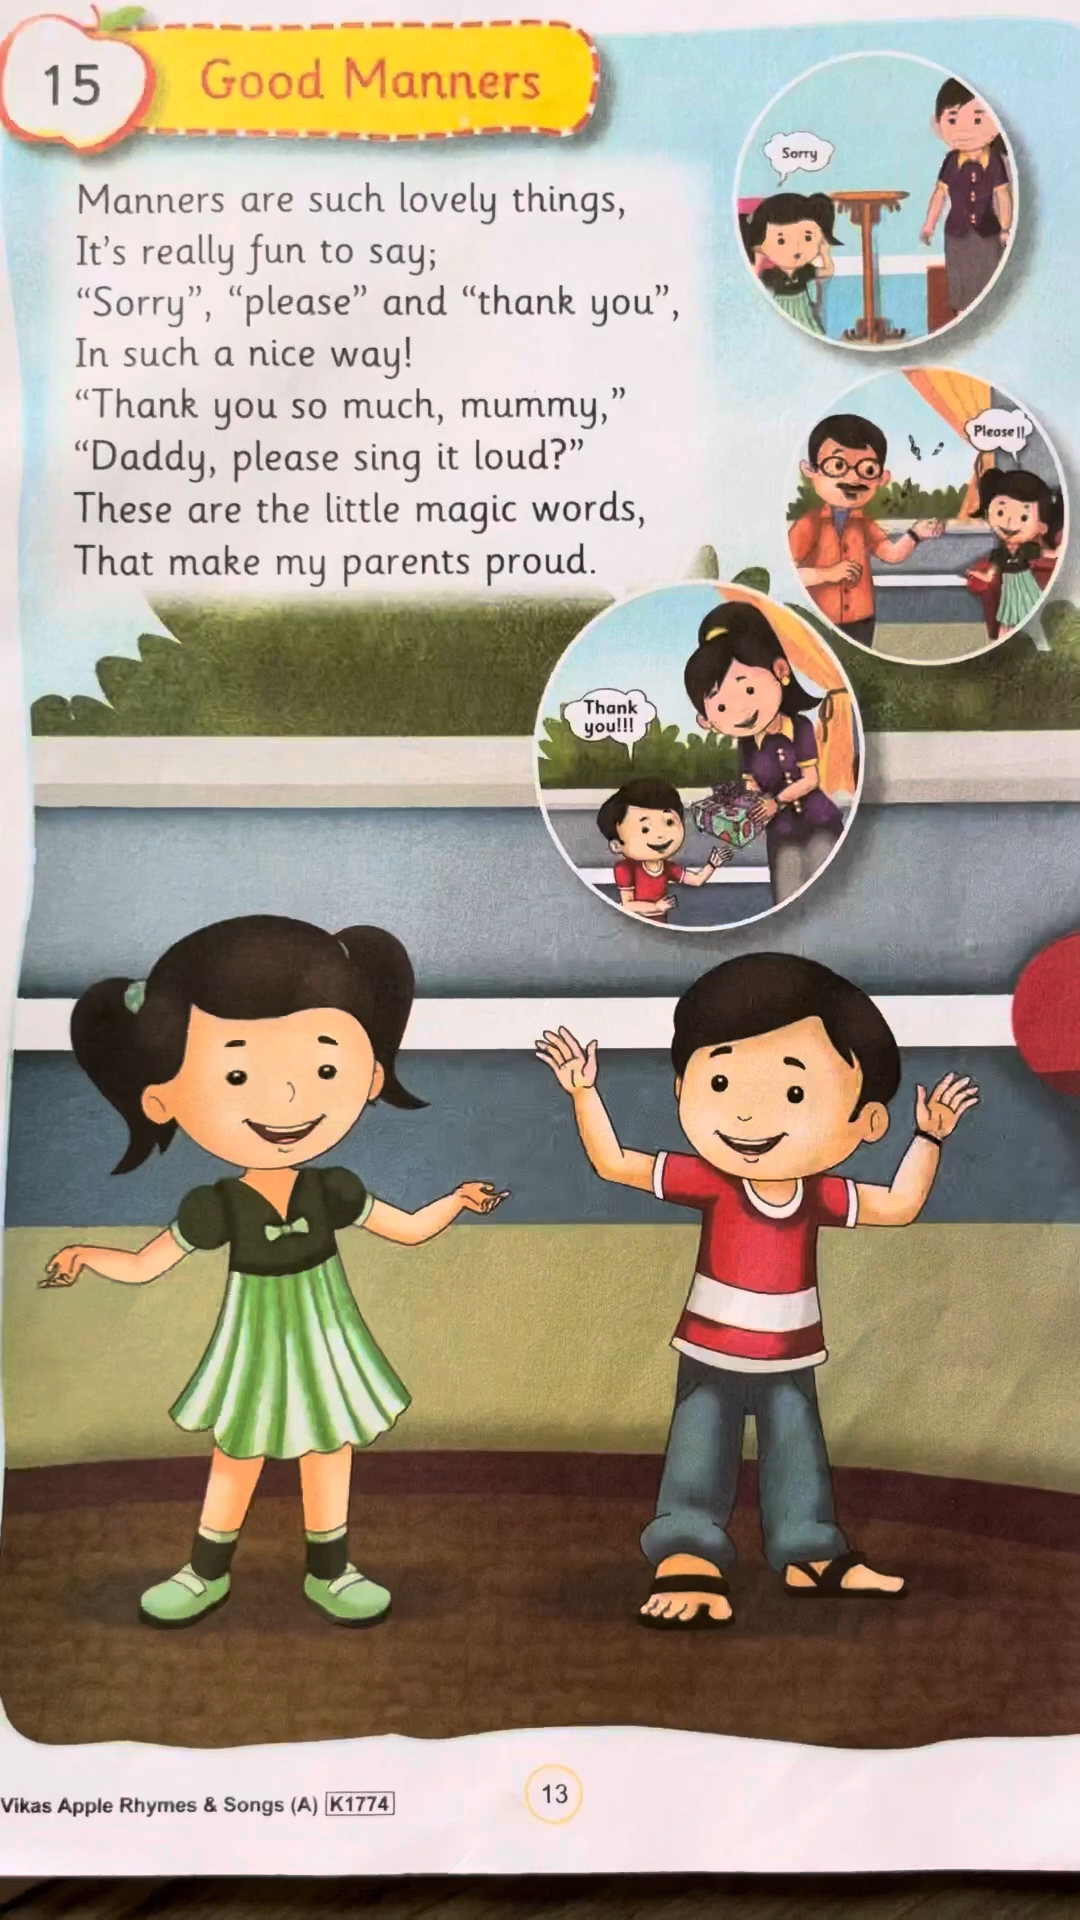 15
Good Manners
Manners are such lovely things,
It's really fun to say;
“Sorry”, “please” and “thank you”,
In such a nice way!
“Thank you so much, mummy,”
“Daddy, please sing it loud?”
These are the little magic words,
That make my parents proud.
Sorry
Please!!
Thank
you!!!
Vikas Apple Rhymes & Songs (A) K1774
13